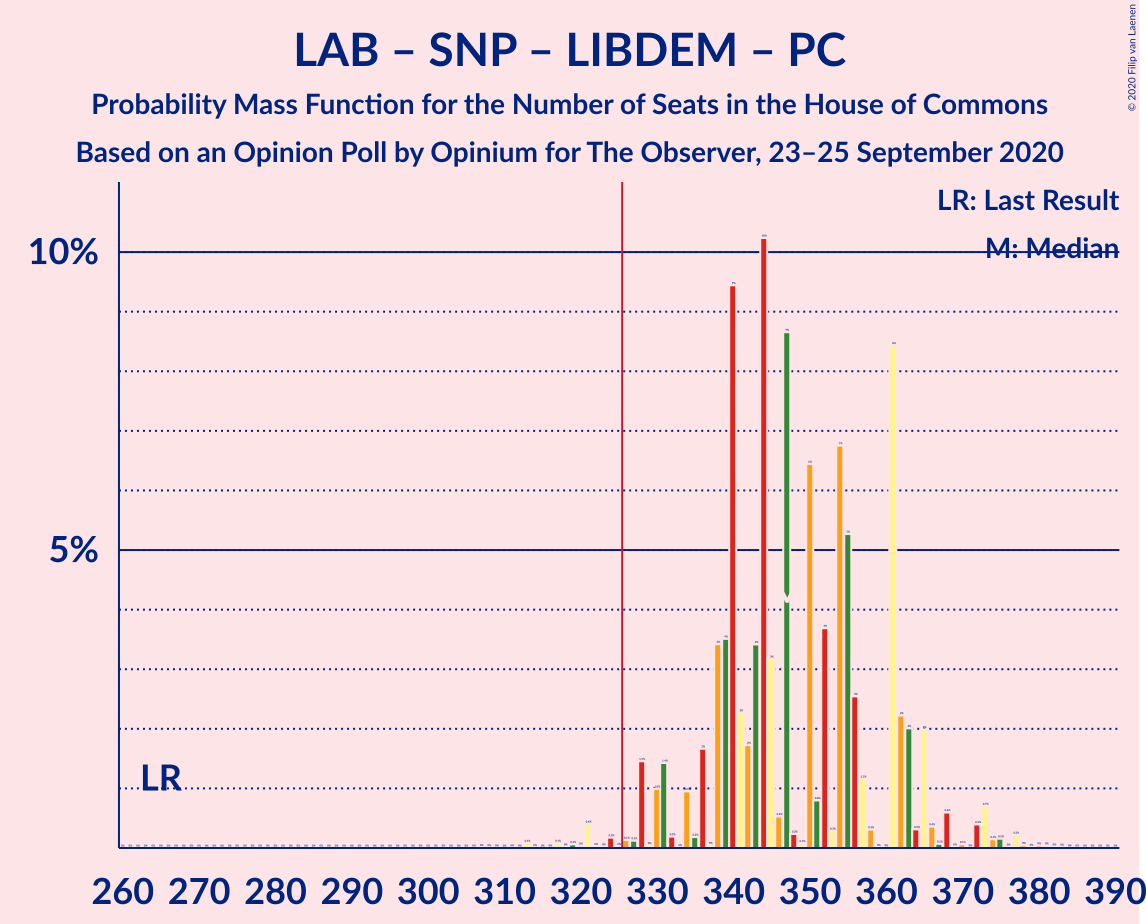 LAB – SNP – LIBDEM – PC
Probability Mass Function for the Number of Seats in the House of Commons
Based on an Opinion Poll by Opinium for The Observer, 23–25 September 2020
© 2020 Filip van Laenen
LR: Last Result
M: Median
10%
5%
LR
260 270 280 290 300 310 320 330 340 350 360 370 380 390